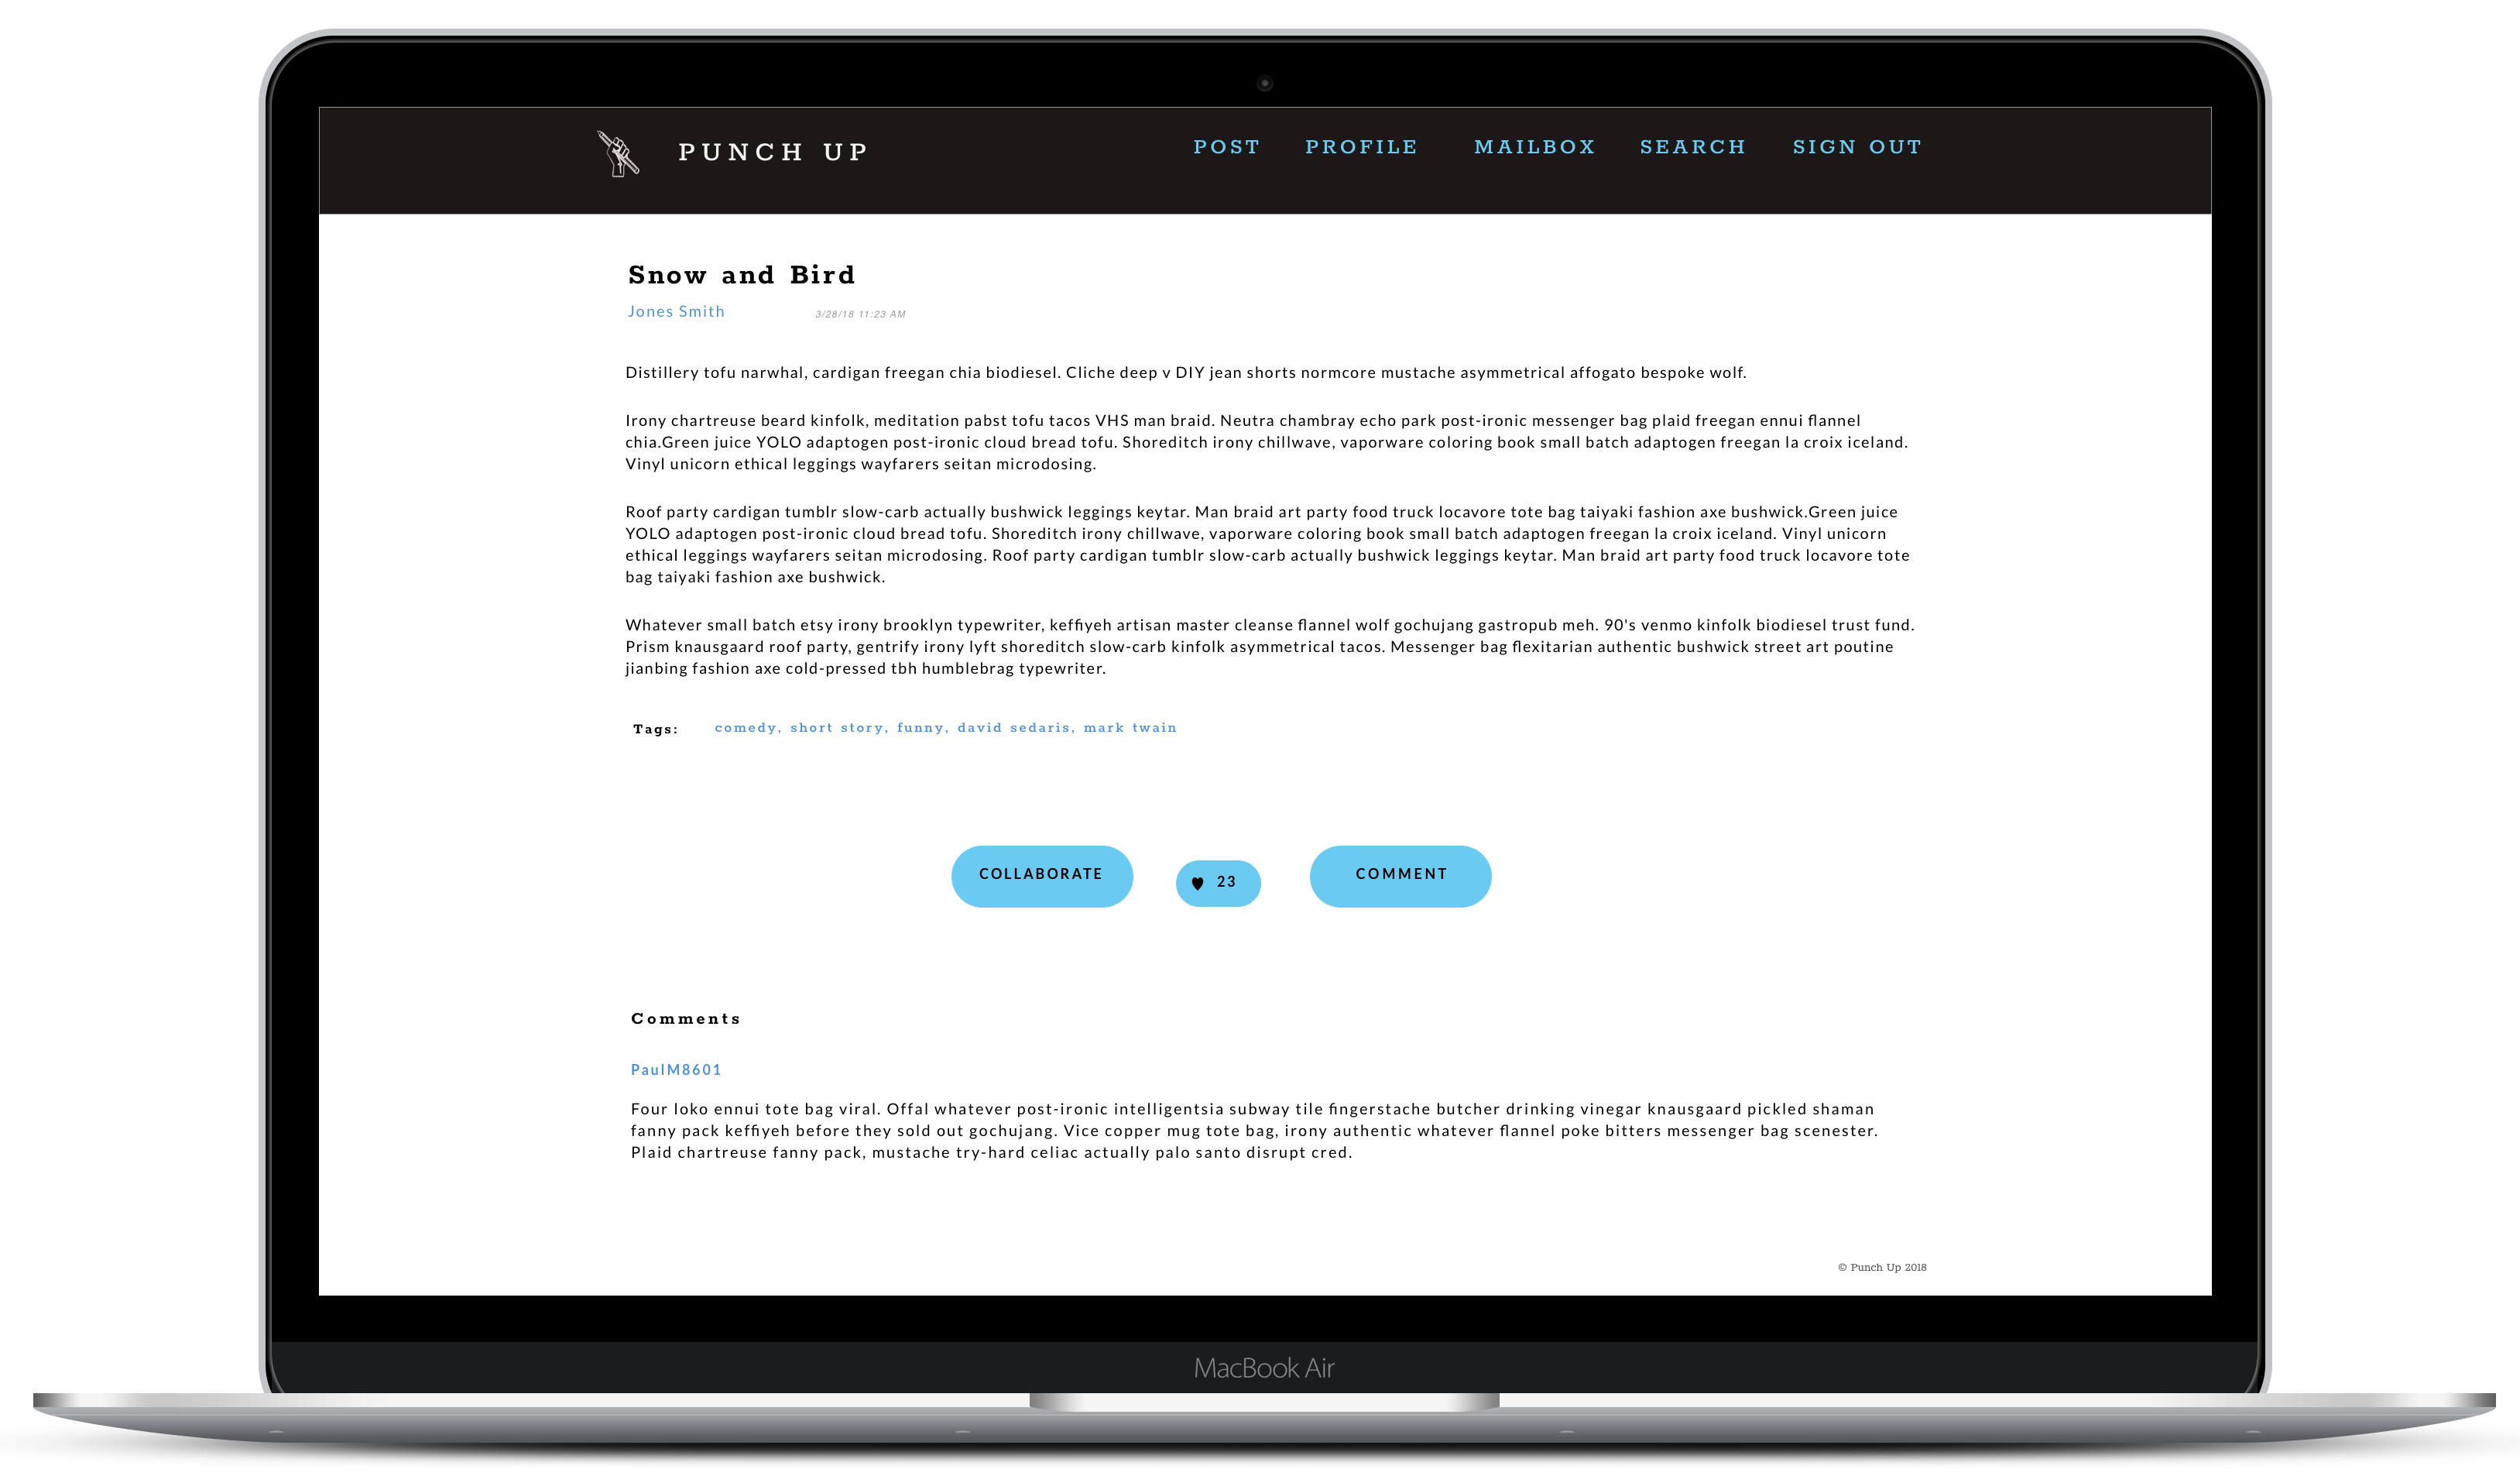 PUNCH UP
POST PROFILE MAILBOX SEARCH SIGN OUT
Snow and Bird
Jones Smith 3/28/18 11:23 AM
Distillery tofu narwhal, cardigan freegan chia biodiesel. Cliche deep v DIY jean shorts normcore mustache asymmetrical affogato bespoke wolf.
Irony chartreuse beard kinfolk, meditation pabst tofu tacos VHS man braid. Neutra chambray echo park post-ironic messenger bag plaid freegan ennui flannel
chia.Green juice YOLO adaptogen post-ironic cloud bread tofu. Shoreditch irony chillwave, vaporware coloring book small batch adaptogen freegan la croix iceland.
Vinyl unicorn ethical leggings wayfarers seitan microdosing.
Roof party cardigan tumblr slow-carb actually bushwick leggings keytar. Man braid art party food truck locavore tote bag taiyaki fashion axe bushwick.Green juice
YOLO adaptogen post-ironic cloud bread tofu. Shoreditch irony chillwave, vaporware coloring book small batch adaptogen freegan la croix iceland. Vinyl unicorn
ethical leggings wayfarers seitan microdosing. Roof party cardigan tumblr slow-carb actually bushwick leggings keytar. Man braid art party food truck locavore tote
bag taiyaki fashion axe bushwick.
Whatever small batch etsy irony brooklyn typewriter, keffiyeh artisan master cleanse flannel wolf gochujang gastropub meh. 90's venmo kinfolk biodiesel trust fund.
Prism knausgaard roof party, gentrify irony lyft shoreditch slow-carb kinfolk asymmetrical tacos. Messenger bag flexitarian authentic bushwick street art poutine
jianbing fashion axe cold-pressed tbh humblebrag typewriter.
Tags: comedy, short story, funny, david sedaris, mark twain
COLLABORATE 23 COMMENT
Comments
PaulM8601
Four loko ennui tote bag viral. Offal whatever post-ironic intelligentsia subway tile fingerstache butcher drinking vinegar knausgaard pickled shaman
fanny pack keffiyeh before they sold out gochujang. Vice copper mug tote bag, irony authentic whatever flannel poke bitters messenger bag scenester.
Plaid chartreuse fanny pack, mustache try-hard celiac actually palo santo disrupt cred.
© Punch Up 2018
MacBook Air